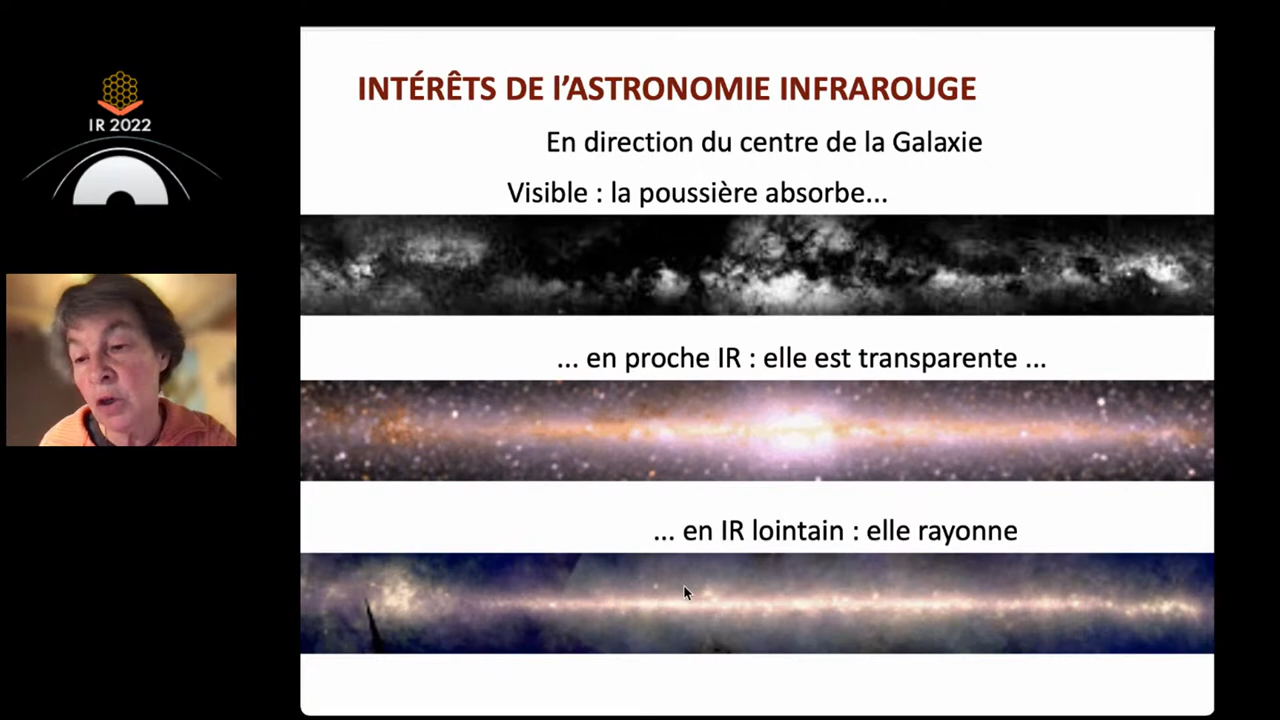 INTÉRÊTS DE l’ASTRONOMIE INFRAROUGE
En direction du centre de la Galaxie
Visible : la poussière absorbe...
... en proche IR : elle est transparente ...
... en IR lointain : elle rayonne
IR 2022